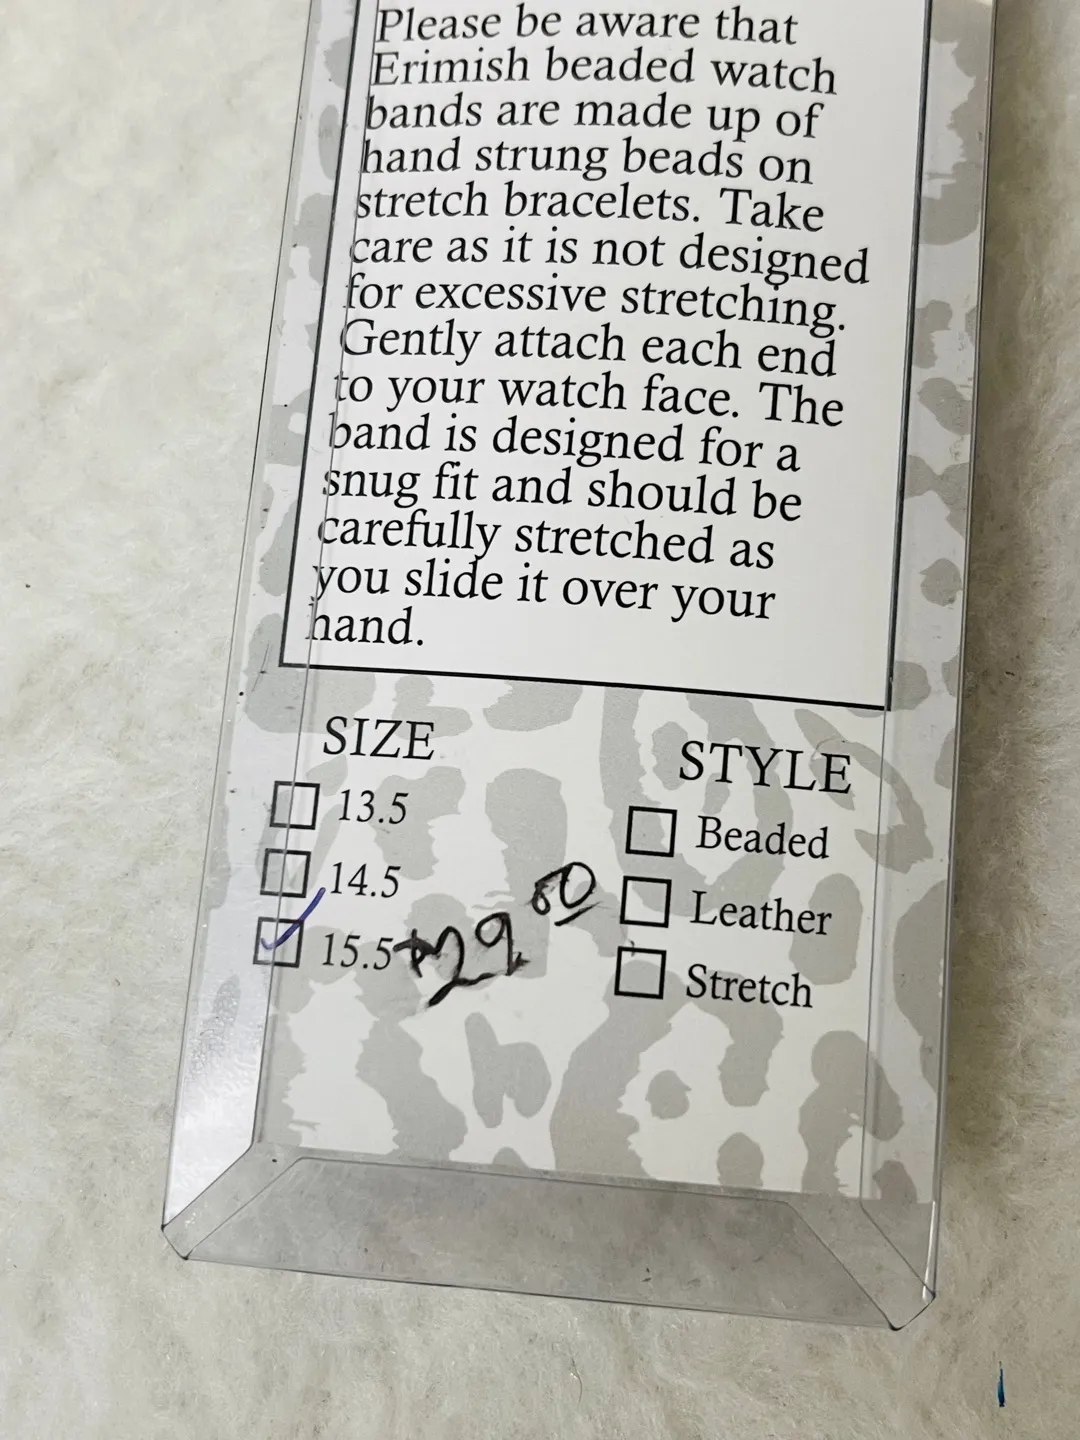 Please be aware that
Erimish beaded watch
bands are made up of
hand strung beads on
stretch bracelets. Take
care as it is not designed
for excessive stretching.
Gently attach each end
to your watch face. The
band is designed for a
snug fit and should be
carefully stretched as
you slide it over your
hand.
SIZE
13.5
14.5
15.5
29
STYLE
Beaded
Leather
Stretch